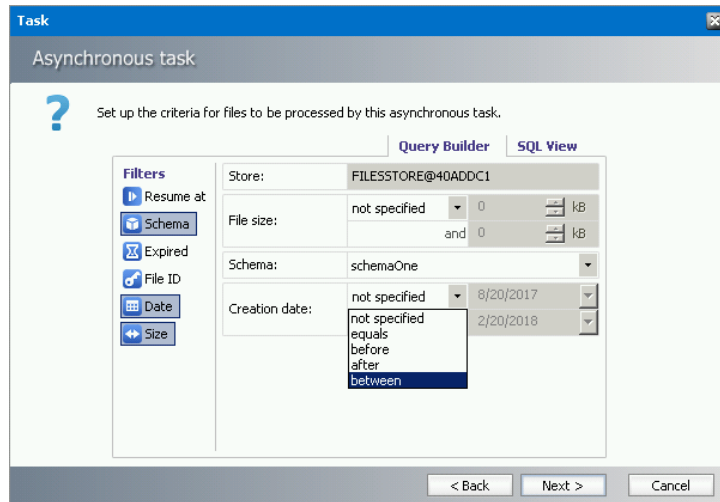 Task
Asynchronous task
?
Set up the criteria for files to be processed by this asynchronous task.
Query Builder SQL View
Filters
Resume at
Schema
Expired
File ID
Date
Size
Store: FILESSTORE@40ADDC1
File size: not specified 0 kB
and 0 kB
Schema: schemaOne
Creation date: not specified 8/20/2017
2/20/2018
not specified
equals
before
after
between
< Back Next > Cancel